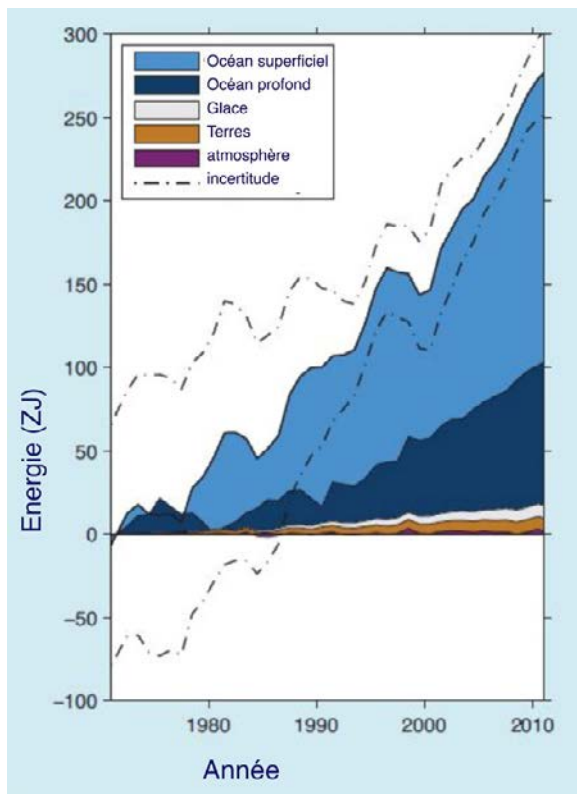 300
250
200
150
100
50
0
−50
−100
Energie (ZJ)
Océan superficiel
Océan profond
Glace
Terres
atmosphère
incertitude
1980 1990 2000 2010
Année